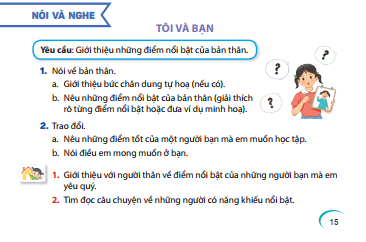 NÓI VÀ NGHE
TÔI VÀ BẠN
Yêu cầu: Giới thiệu những điểm nổi bật của bản thân.
1. Nói về bản thân.
a. Giới thiệu bức chân dung tự hoạ (nếu có).
b. Nêu những điểm nổi bật của bản thân (giải thích
rõ từng điểm nổi bật hoặc đưa ví dụ minh hoạ).
? ? ?
2. Trao đổi.
a. Nêu những điểm tốt của một người bạn mà em muốn học tập.
b. Nói điều em mong muốn ở bạn.
1. Giới thiệu với người thân về điểm nổi bật của những người bạn mà em
yêu quý.
2. Tìm đọc câu chuyện về những người có năng khiếu nổi bật.
15